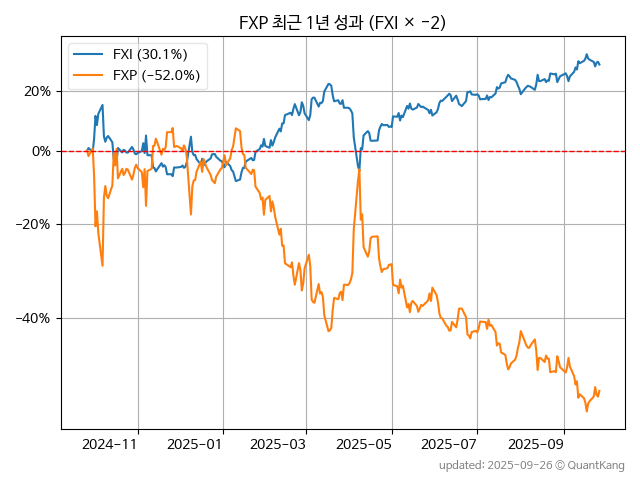 FXP 최근 1년 성과 (FXI × −2)
FXI (30.1%)
FXP (−52.0%)
20%
0%
−20%
−40%
2024−11
2025−01
2025−03
2025−05
2025−07
2025−09
updated: 2025-09-26 © QuantKang